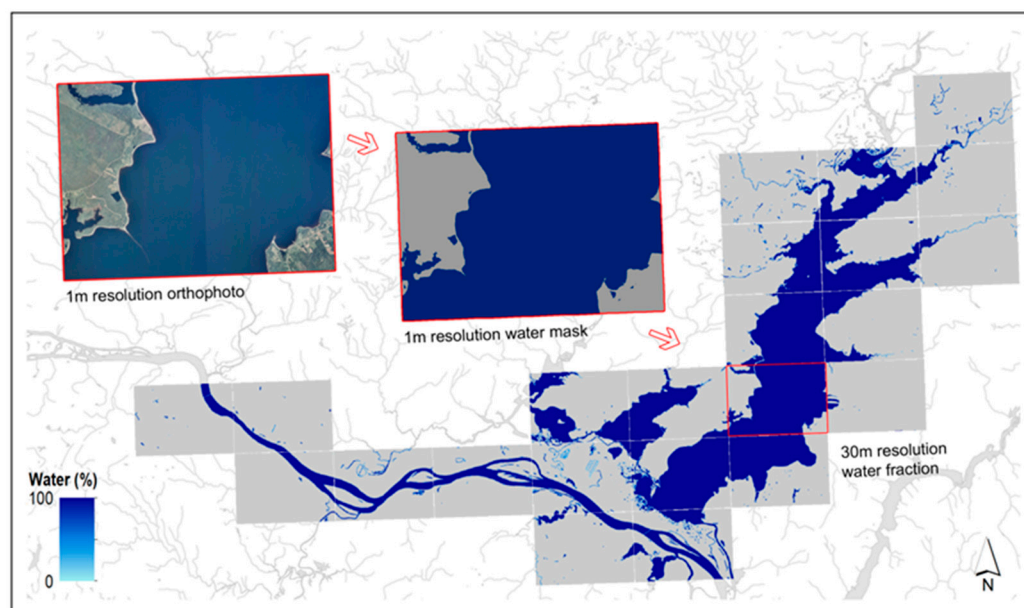 1m resolution orthophoto
1m resolution water mask
30m resolution
water fraction
Water (%)
100
0
N